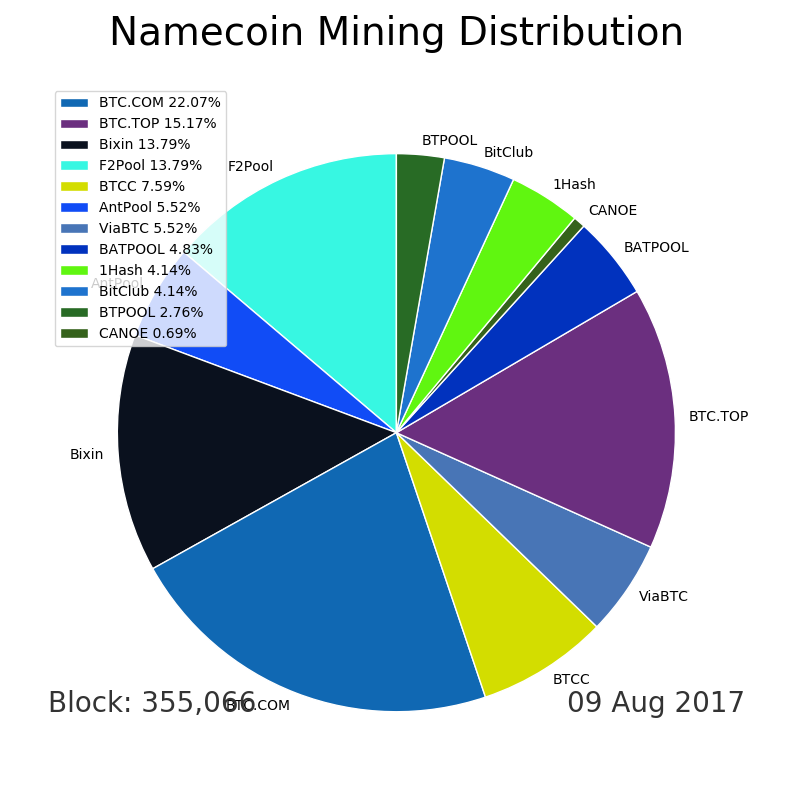 Namecoin Mining Distribution
BTC.COM 22.07%
BTC.TOP 15.17%
Bixin 13.79%
F2Pool 13.79%
BTCC 7.59%
AntPool 5.52%
ViaBTC 5.52%
BATPOOL 4.83%
1Hash 4.14%
BitClub 4.14%
BTPOOL 2.76%
CANOE 0.69%
BTPOOL
BitClub
1Hash
CANOE
BATPOOL
BTC.TOP
ViaBTC
BTCC
BTC.COM
Bixin
AntPool
F2Pool
Block: 355,066
09 Aug 2017